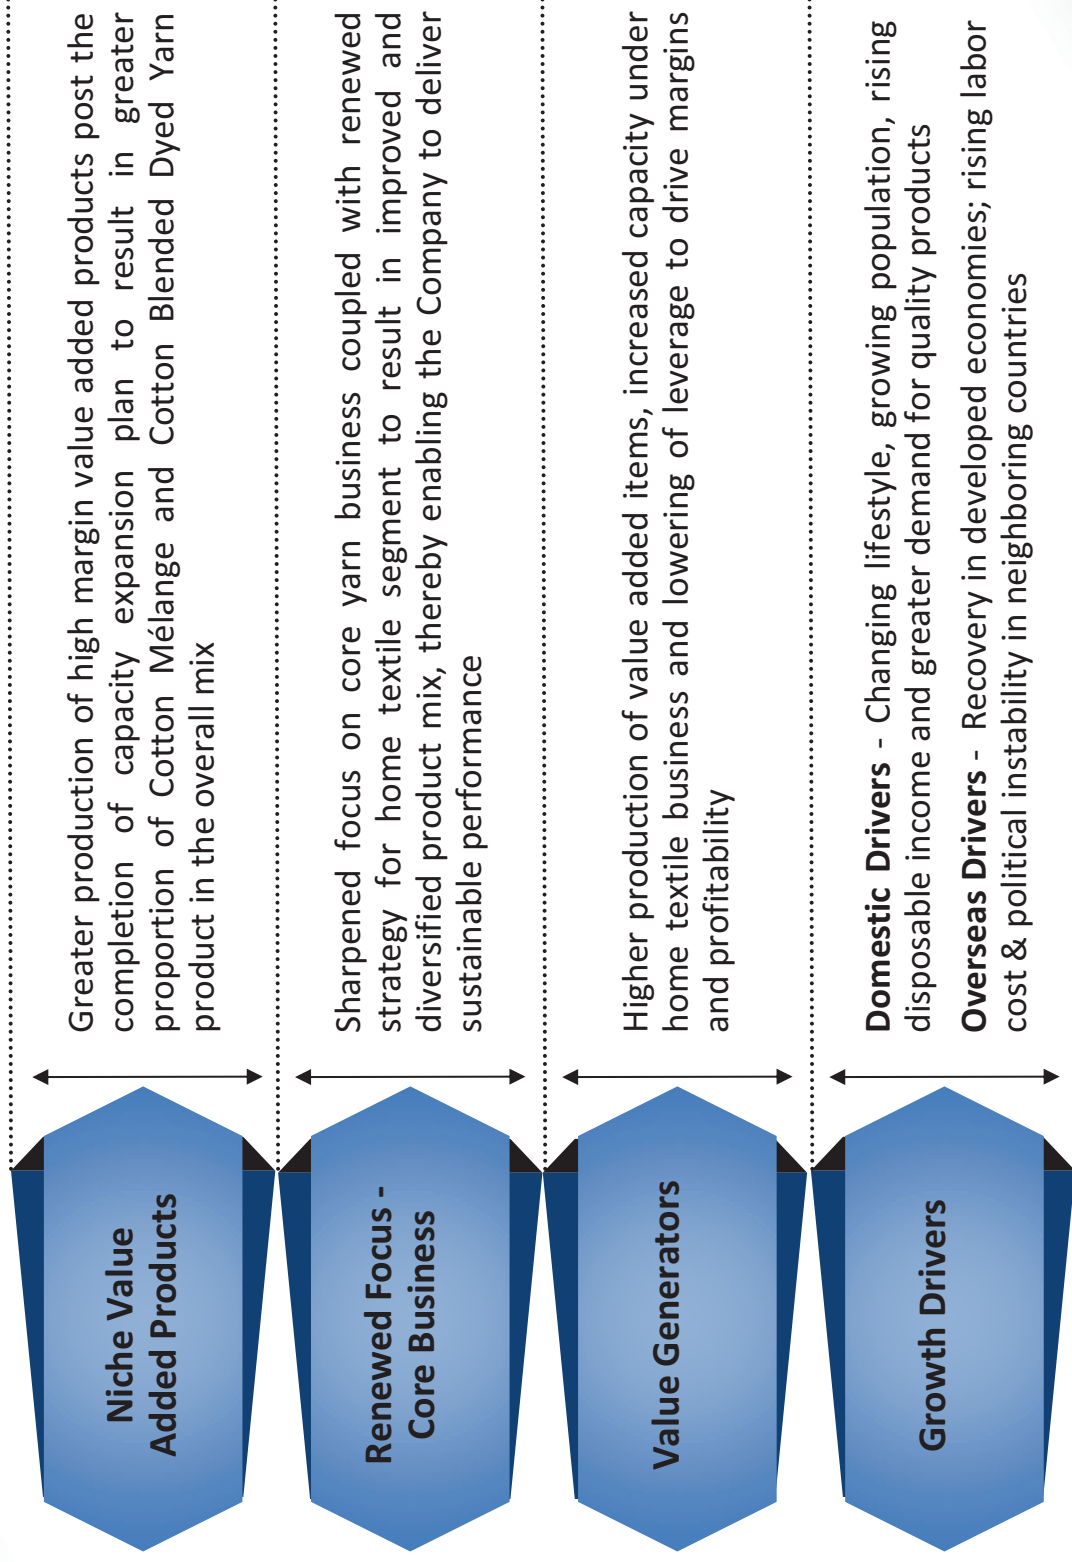 Niche Value
Added Products
Greater production of high margin value added products post the
completion of capacity expansion plan to result in greater
proportion of Cotton Mélange and Cotton Blended Dyed Yarn
product in the overall mix
Renewed Focus -
Core Business
Sharpened focus on core yarn business coupled with renewed
strategy for home textile segment to result in improved and
diversified product mix, thereby enabling the Company to deliver
sustainable performance
Value Generators
Higher production of value added items, increased capacity under
home textile business and lowering of leverage to drive margins
and profitability
Growth Drivers
Domestic Drivers - Changing lifestyle, growing population, rising
disposable income and greater demand for quality products
Overseas Drivers - Recovery in developed economies; rising labor
cost & political instability in neighboring countries